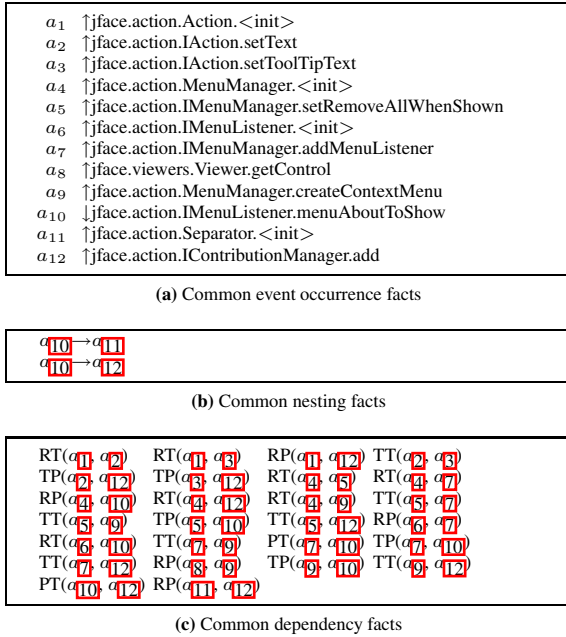 a1 ↑jface.action.Action.<init>
a2 ↑jface.action.IAction.setText
a3 ↑jface.action.IAction.setToolTipText
a4 ↑jface.action.MenuManager.<init>
a5 ↑jface.action.IMenuManager.setRemoveAllWhenShown
a6 ↑jface.action.IMenuListener.<init>
a7 ↑jface.action.IMenuManager.addMenuListener
a8 ↑jface.viewers.Viewer.getControl
a9 ↑jface.action.MenuManager.createContextMenu
a10 ↓jface.action.IMenuListener.menuAboutToShow
a11 ↑jface.action.Separator.<init>
a12 ↑jface.action.IContributionManager.add
(a) Common event occurrence facts
a10→a11
a10→a12
(b) Common nesting facts
RT(a1, a2) RT(a1, a3) RP(a1, a12) TT(a2, a3)
TP(a2, a12) TP(a3, a12) RT(a4, a5) RT(a4, a7)
RP(a4, a10) RT(a4, a12) RT(a4, a9) TT(a5, a7)
TT(a5, a9) TP(a5, a10) TT(a5, a12) RP(a6, a7)
RT(a6, a10) TT(a7, a9) PT(a7, a10) TP(a7, a10)
TT(a7, a12) RP(a8, a9) TP(a9, a10) TT(a9, a12)
PT(a10, a12) RP(a11, a12)
(c) Common dependency facts